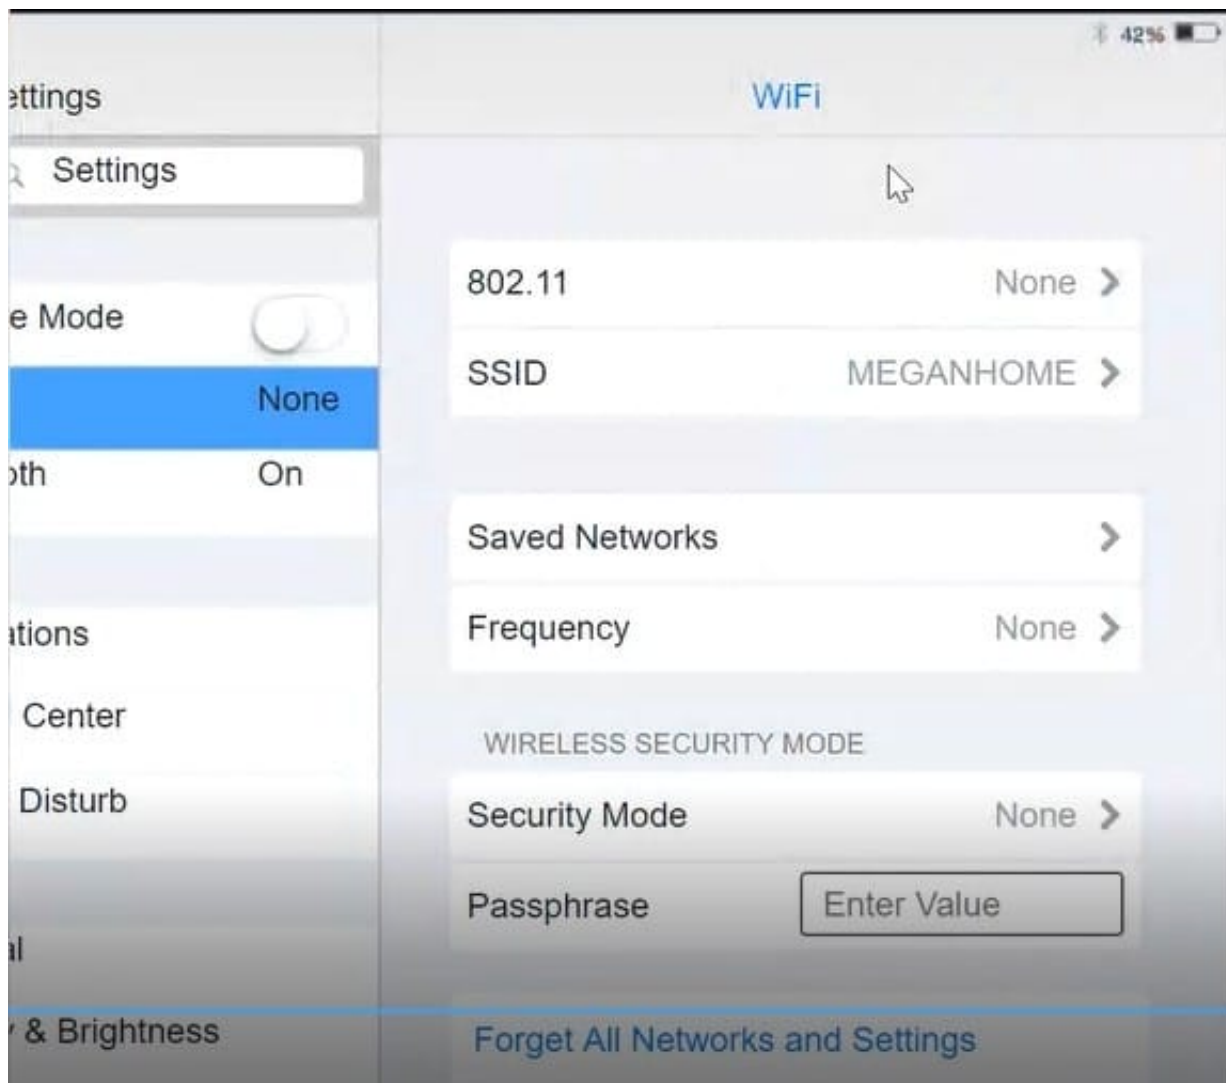 42%
ettings
WiFi
Settings
802.11 None
e Mode
SSID MEGANHOME
None
oth On
Saved Networks
Frequency None
ations
Center
WIRELESS SECURITY MODE
Disturb
Security Mode None
Passphrase Enter Value
al
y & Brightness
Forget All Networks and Settings